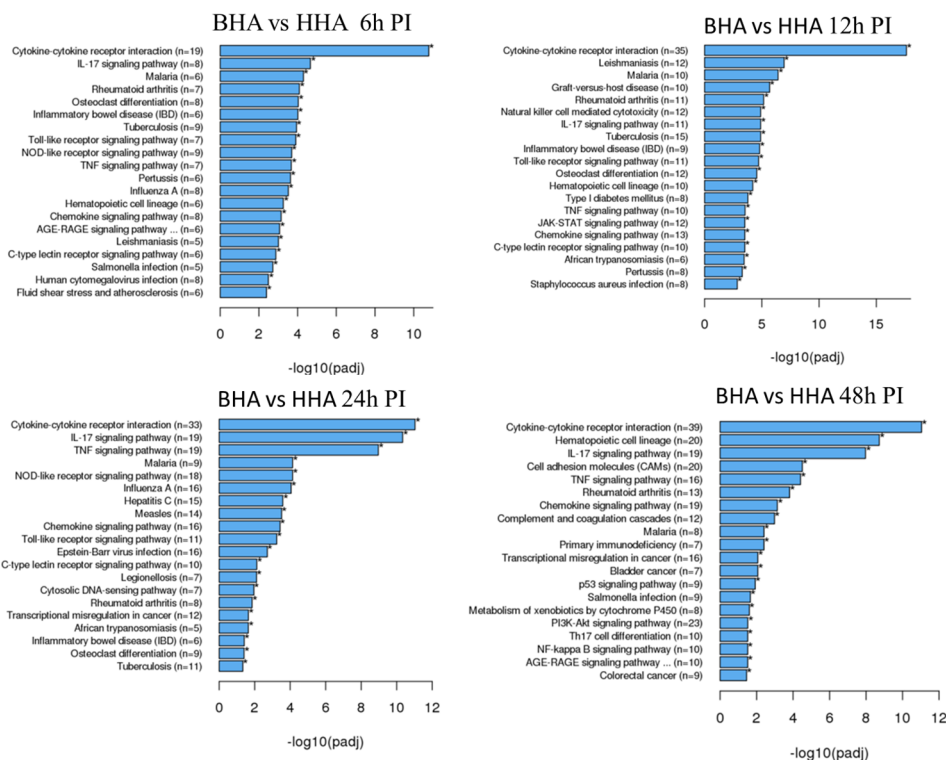 BHA vs HHA 6h PI
Cytokine-cytokine receptor interaction (n=19)
IL-17 signaling pathway (n=8)
Malaria (n=6)
Rheumatoid arthritis (n=7)
Osteoclast differentiation (n=8)
Inflammatory bowel disease (IBD) (n=6)
Tuberculosis (n=9)
Toll-like receptor signaling pathway (n=7)
NOD-like receptor signaling pathway (n=9)
TNF signaling pathway (n=7)
Pertussis (n=6)
Influenza A (n=8)
Hematopoietic cell lineage (n=6)
Chemokine signaling pathway (n=8)
AGE-RAGE signaling pathway ... (n=6)
Leishmaniasis (n=5)
C-type lectin receptor signaling pathway (n=6)
Salmonella infection (n=5)
Human cytomegalovirus infection (n=8)
Fluid shear stress and atherosclerosis (n=6)
0 2 4 6 8 10
-log10(padj)
BHA vs HHA 12h PI
Cytokine-cytokine receptor interaction (n=35)
Leishmaniasis (n=12)
Malaria (n=10)
Graft-versus-host disease (n=10)
Rheumatoid arthritis (n=11)
Natural killer cell mediated cytotoxicity (n=12)
IL-17 signaling pathway (n=11)
Tuberculosis (n=15)
Inflammatory bowel disease (IBD) (n=9)
Toll-like receptor signaling pathway (n=11)
Osteoclast differentiation (n=12)
Hematopoietic cell lineage (n=10)
Type I diabetes mellitus (n=8)
TNF signaling pathway (n=10)
JAK-STAT signaling pathway (n=12)
Chemokine signaling pathway (n=13)
C-type lectin receptor signaling pathway (n=10)
African trypanosomiasis (n=6)
Pertussis (n=8)
Staphylococcus aureus infection (n=8)
0 5 10 15
-log10(padj)
BHA vs HHA 24h PI
Cytokine-cytokine receptor interaction (n=33)
IL-17 signaling pathway (n=19)
TNF signaling pathway (n=19)
Malaria (n=9)
NOD-like receptor signaling pathway (n=18)
Influenza A (n=16)
Hepatitis C (n=15)
Measles (n=14)
Chemokine signaling pathway (n=16)
Toll-like receptor signaling pathway (n=11)
Epstein-Barr virus infection (n=16)
C-type lectin receptor signaling pathway (n=10)
Legionellosis (n=7)
Cytosolic DNA-sensing pathway (n=7)
Rheumatoid arthritis (n=8)
Transcriptional misregulation in cancer (n=12)
African trypanosomiasis (n=5)
Inflammatory bowel disease (IBD) (n=6)
Osteoclast differentiation (n=9)
Tuberculosis (n=11)
0 2 4 6 8 10 12
-log10(padj)
BHA vs HHA 48h PI
Cytokine-cytokine receptor interaction (n=39)
Hematopoietic cell lineage (n=20)
IL-17 signaling pathway (n=19)
Cell adhesion molecules (CAMs) (n=20)
TNF signaling pathway (n=16)
Rheumatoid arthritis (n=13)
Chemokine signaling pathway (n=19)
Complement and coagulation cascades (n=12)
Malaria (n=8)
Primary immunodeficiency (n=7)
Transcriptional misregulation in cancer (n=16)
Bladder cancer (n=7)
p53 signaling pathway (n=9)
Salmonella infection (n=9)
Metabolism of xenobiotics by cytochrome P450 (n=8)
PI3K-Akt signaling pathway (n=23)
Th17 cell differentiation (n=10)
NF-kappa B signaling pathway (n=10)
AGE-RAGE signaling pathway ... (n=10)
Colorectal cancer (n=9)
0 2 4 6 8 10 12
-log10(padj)